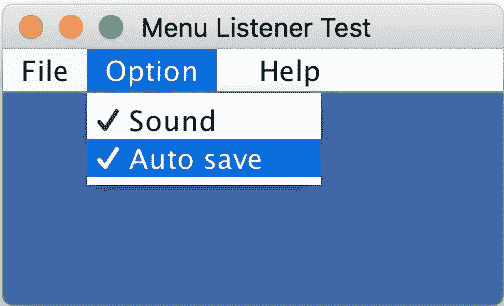 Menu Listener Test
File Option Help
✓ Sound
✓ Auto save